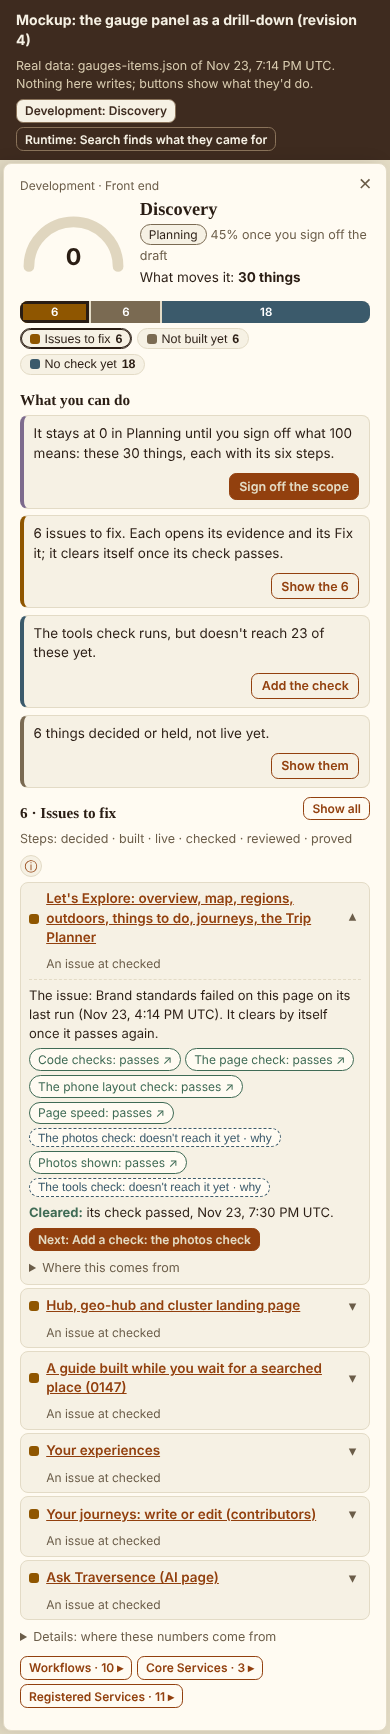 Mockup: the gauge panel as a drill-down (revision
4)
Real data: gauges-items.json of Nov 23, 7:14 PM UTC.
Nothing here writes; buttons show what they'd do.
Development: Discovery
Runtime: Search finds what they came for
Development · Front end
✕
Discovery
Planning 45% once you sign off the
draft
0
What moves it: 30 things
6 6 18
Issues to fix 6 Not built yet 6
No check yet 18
What you can do
It stays at 0 in Planning until you sign off what 100
means: these 30 things, each with its six steps.
Sign off the scope
6 issues to fix. Each opens its evidence and its Fix
it; it clears itself once its check passes.
Show the 6
The tools check runs, but doesn't reach 23 of
these yet.
Add the check
6 things decided or held, not live yet.
Show them
6 · Issues to fix Show all
Steps: decided · built · live · checked · reviewed · proved
ⓘ
Let's Explore: overview, map, regions,
outdoors, things to do, journeys, the Trip ▲
Planner
An issue at checked
The issue: Brand standards failed on this page on its
last run (Nov 23, 4:14 PM UTC). It clears by itself
once it passes again.
Code checks: passes ↗ The page check: passes ↗
The phone layout check: passes ↗
Page speed: passes ↗
The photos check: doesn't reach it yet · why
Photos shown: passes ↗
The tools check: doesn't reach it yet · why
Cleared: its check passed, Nov 23, 7:30 PM UTC.
Next: Add a check: the photos check
▶ Where this comes from
Hub, geo-hub and cluster landing page ▼
An issue at checked
A guide built while you wait for a searched
place (0147) ▼
An issue at checked
Your experiences ▼
An issue at checked
Your journeys: write or edit (contributors) ▼
An issue at checked
Ask Traversence (AI page) ▼
An issue at checked
▶ Details: where these numbers come from
Workflows · 10 ▸ Core Services · 3 ▸
Registered Services · 11 ▸